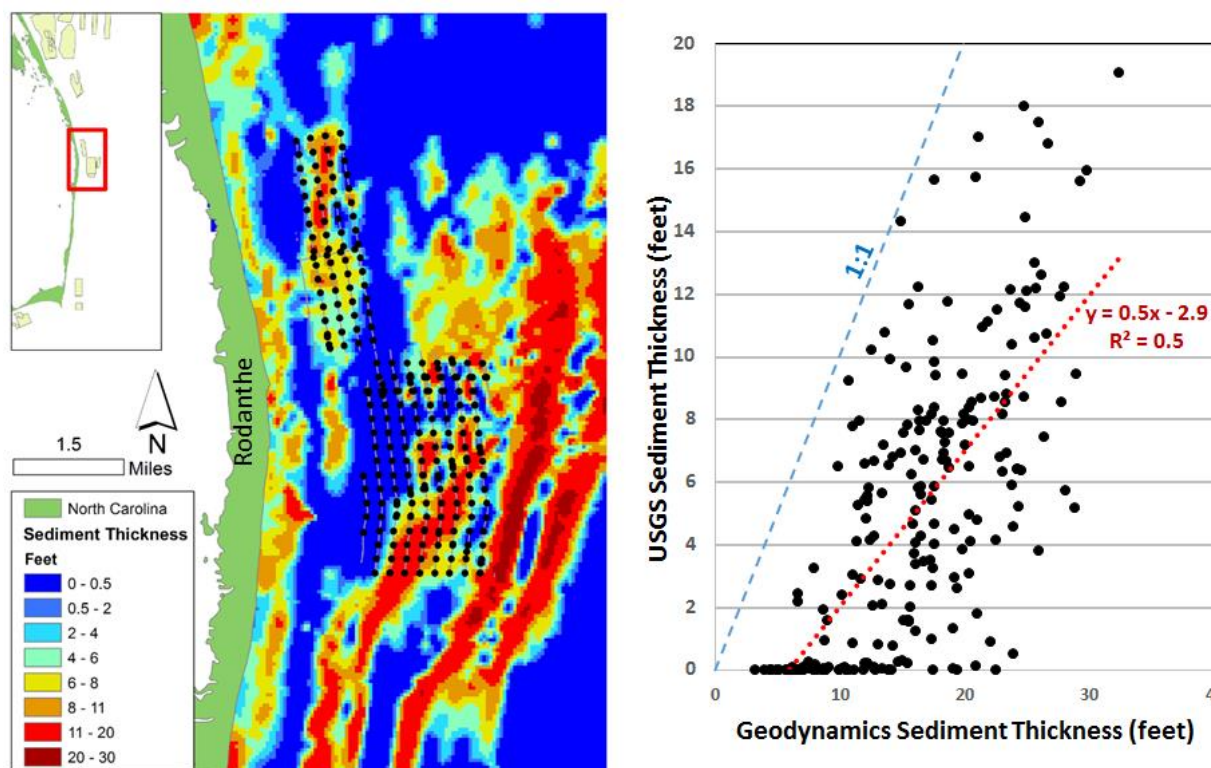 Rodanthe
N
1.5
Miles
North Carolina
Sediment Thickness
Feet
0 - 0.5
0.5 - 2
2 - 4
4 - 6
6 - 8
8 - 11
11 - 20
20 - 30
USGS Sediment Thickness (feet)
20
18
16
14
12
10
8
6
4
2
0
1:1
y = 0.5x - 2.9
R² = 0.5
0 10 20 30
Geodynamics Sediment Thickness (feet)